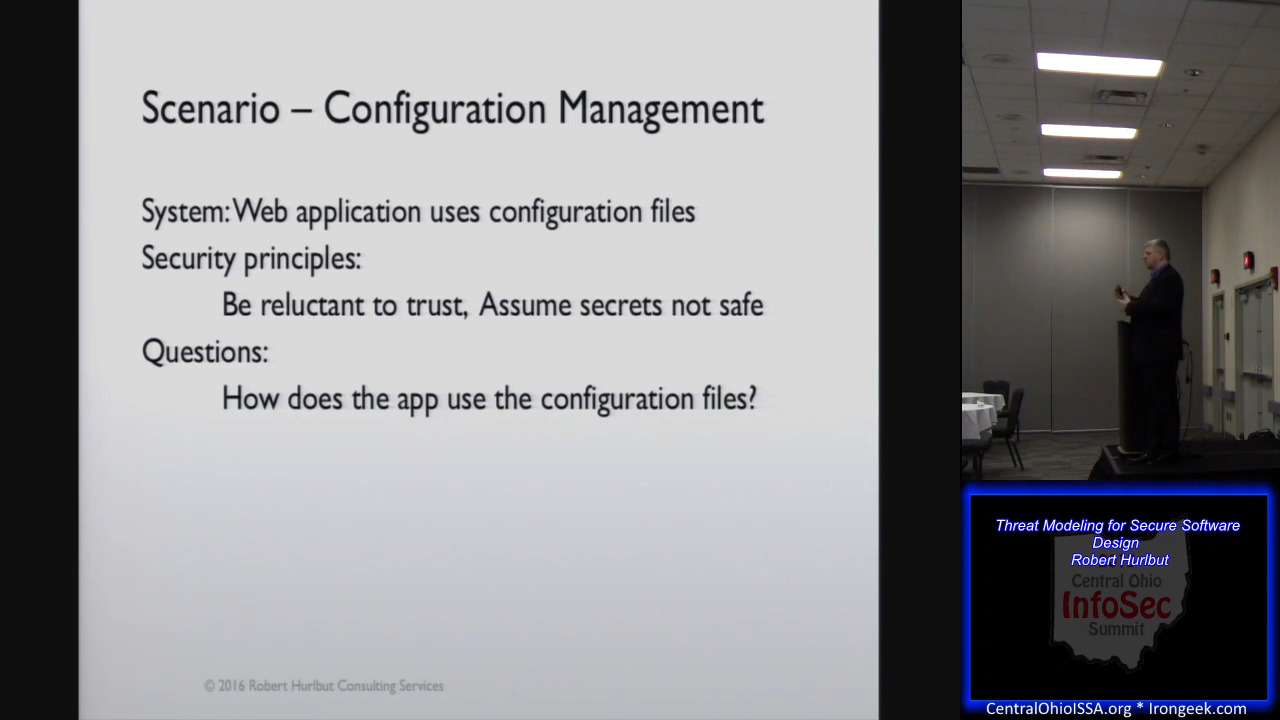 Scenario – Configuration Management
System: Web application uses configuration files
Security principles:
Be reluctant to trust, Assume secrets not safe
Questions:
How does the app use the configuration files?
© 2016 Robert Hurlbut Consulting Services
Threat Modeling for Secure Software
Design
Robert Hurlbut
Central Ohio
InfoSec
Summit
CentralOhioISSA.org * Irongeek.com